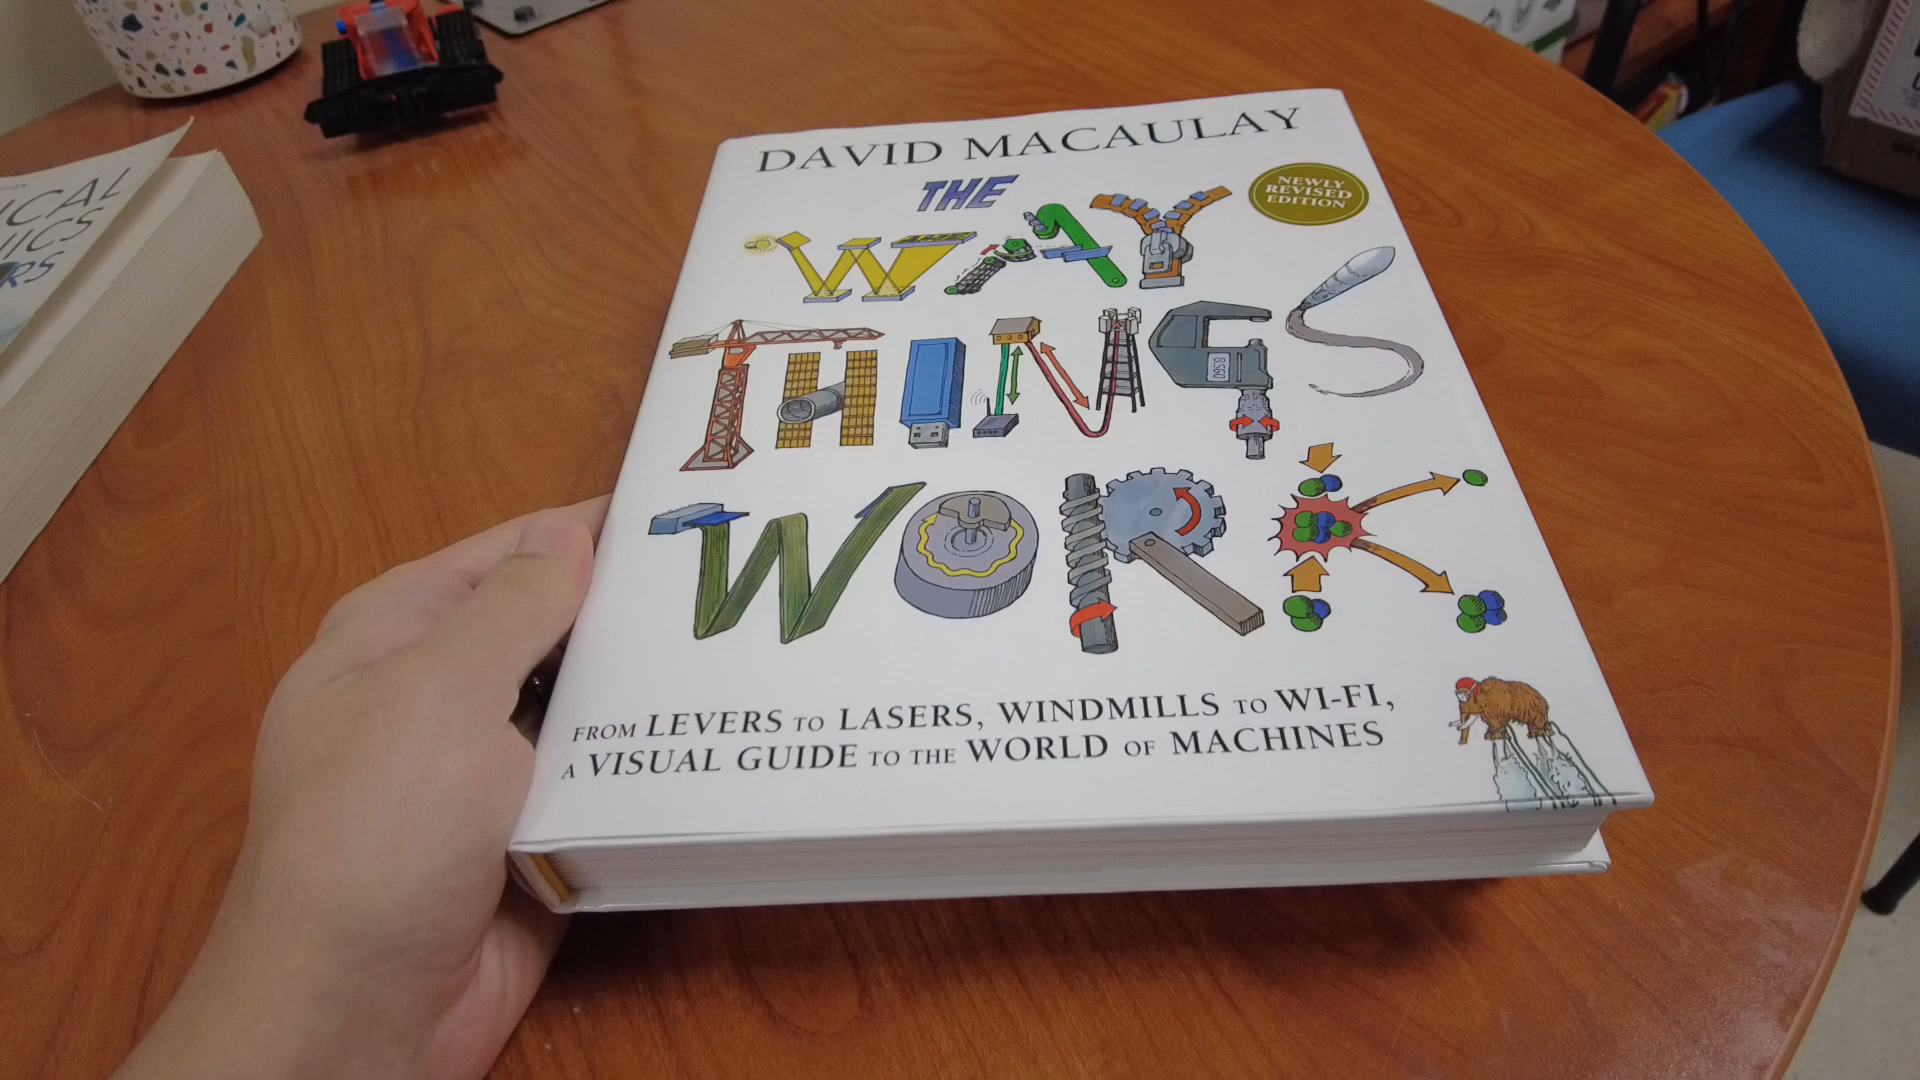 DAVID MACAULAY
THE
WAY
THINGS
WORK
NEWLY
REVISED
EDITION
FROM LEVERS TO LASERS, WINDMILLS TO WI-FI,
A VISUAL GUIDE TO THE WORLD OF MACHINES